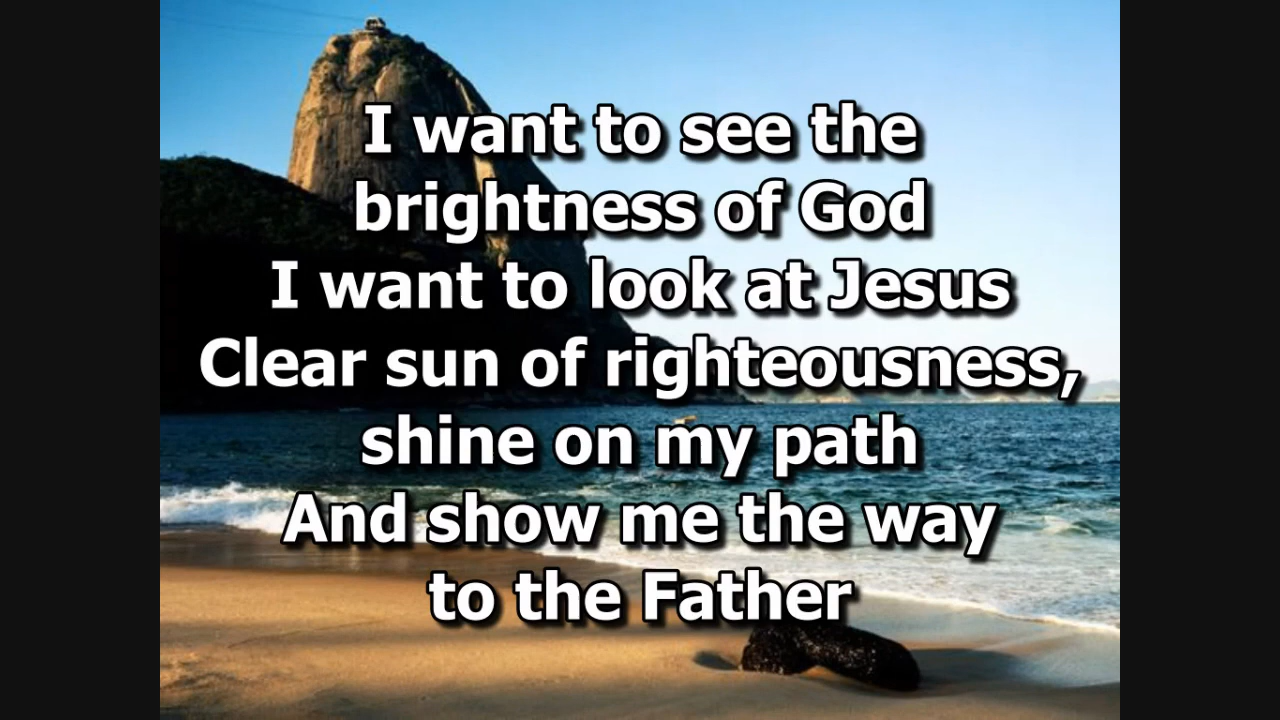 I want to see the
brightness of God
I want to look at Jesus
Clear sun of righteousness,
shine on my path
And show me the way
to the Father